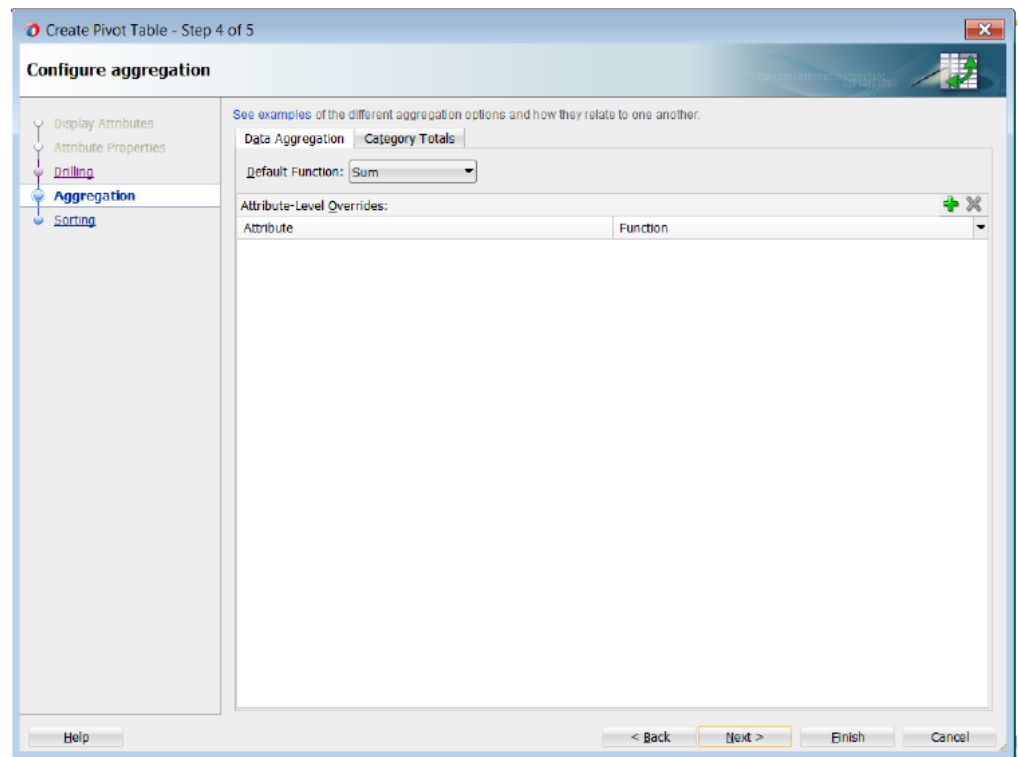 Create Pivot Table - Step 4 of 5
Configure aggregation
Display Attributes
Attribute Properties
Drilling
Aggregation
Sorting
See examples of the different aggregation options and how they relate to one another.
Data Aggregation Category Totals
Default Function: Sum
Attribute-Level Overrides:
Attribute Function
Help < Back Next > Finish Cancel